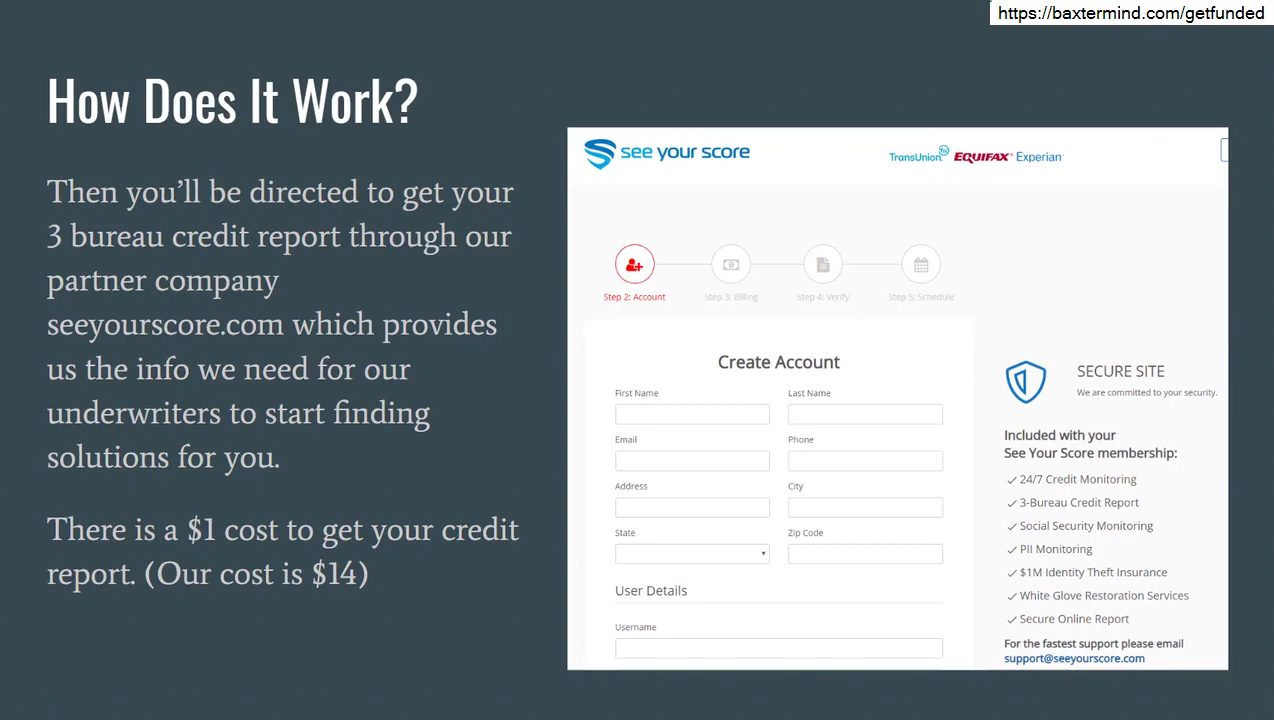 https://baxtermind.com/getfunded
How Does It Work?
Then you'll be directed to get your
3 bureau credit report through our
partner company
seeyourscore.com which provides
us the info we need for our
underwriters to start finding
solutions for you.
There is a $1 cost to get your credit
report. (Our cost is $14)
see your score
TransUnion tu EQUIFAX Experian
Step 2: Account Step 3: Billing Step 4: Verify Step 5: Schedule
Create Account
First Name Last Name
Email Phone
Address City
State Zip Code
User Details
Username
SECURE SITE
We are committed to your security.
Included with your
See Your Score membership:
24/7 Credit Monitoring
3-Bureau Credit Report
Social Security Monitoring
PII Monitoring
$1M Identity Theft Insurance
White Glove Restoration Services
Secure Online Report
For the fastest support please email
support@seeyourscore.com